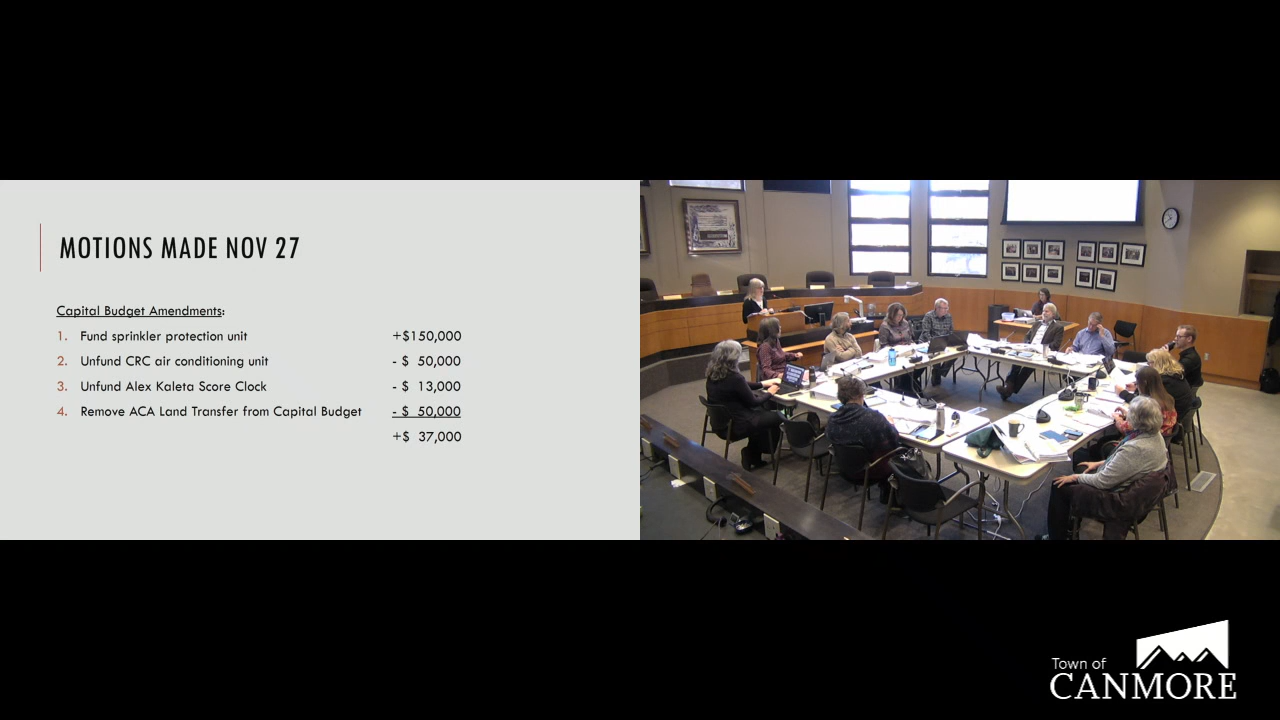 MOTIONS MADE NOV 27
Capital Budget Amendments:
1. Fund sprinkler protection unit +$150,000
2. Unfund CRC air conditioning unit - $ 50,000
3. Unfund Alex Kaleta Score Clock - $ 13,000
4. Remove ACA Land Transfer from Capital Budget - $ 50,000
+$ 37,000
Town of
CANMORE